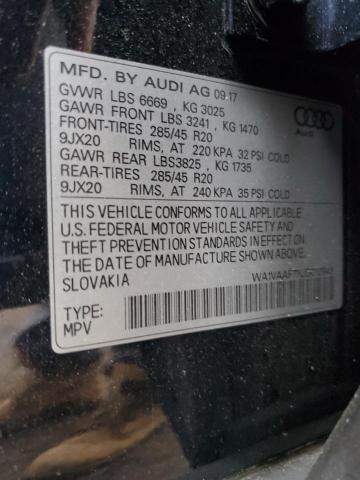 MFD. BY AUDI AG 09.17
GVWR LBS 6669 , KG 3025
GAWR FRONT LBS 3241 , KG 1470
FRONT-TIRES 285/45 R20
9JX20 RIMS, AT 220 KPA 32 PSI COLD
GAWR REAR LBS3825 , KG 1735
REAR-TIRES 285/45 R20
9JX20 RIMS, AT 240 KPA 35 PSI COLD
Audi
THIS VEHICLE CONFORMS TO ALL APPLICABLE
U.S. FEDERAL MOTOR VEHICLE SAFETY AND
THEFT PREVENTION STANDARDS IN EFFECT ON THE
DATE OF MANUFACTURE SHOWN ABOVE.
SLOVAKIA
TYPE:
MPV